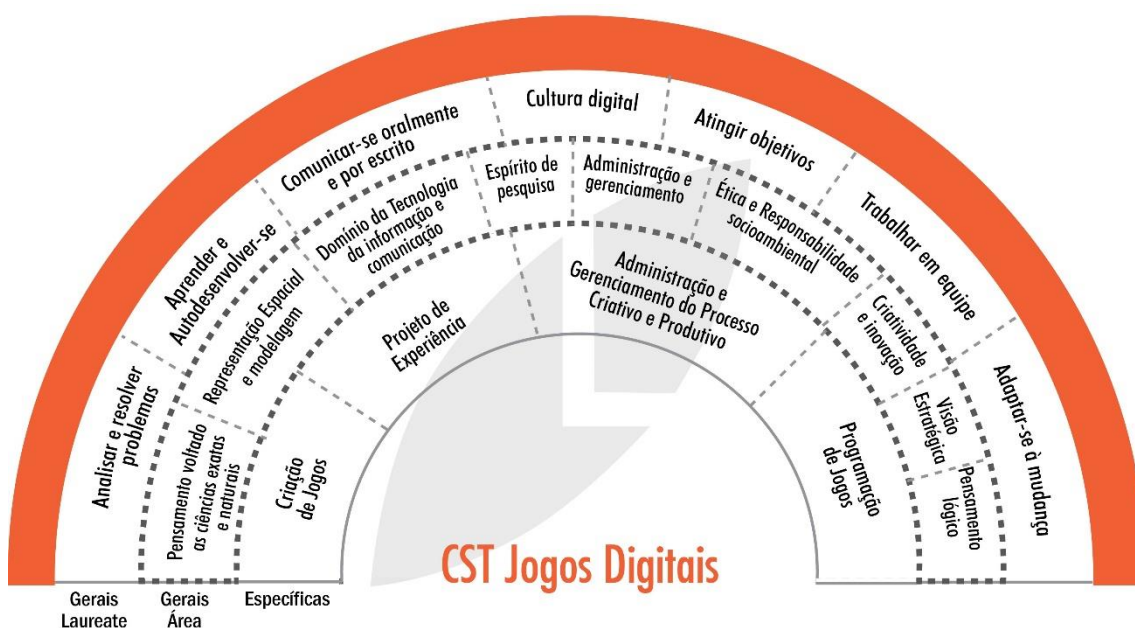 Analisar e resolver
problemas
Aprender e
Autodesenvolver-se
Comunicar-se oralmente
e por escrito
Cultura digital
Atingir objetivos
Trabalhar em equipe
Adaptar-se à mudança
Pensamento voltado
as ciências exatas
e naturais
Representação Espacial
e modelagem
Domínio da Tecnologia
da informação e
comunicação
Espírito de
pesquisa
Administração e
gerenciamento
Ética e Responsabilidade
socioambiental
Criatividade
e inovação
Visão
Estratégica
Pensamento
lógico
Criação
de Jogos
Projeto de
Experiência
Administração e
Gerenciamento do Processo
Criativo e Produtivo
Programação
de Jogos
CST Jogos Digitais
Gerais
Laureate
Gerais
Área
Específicas